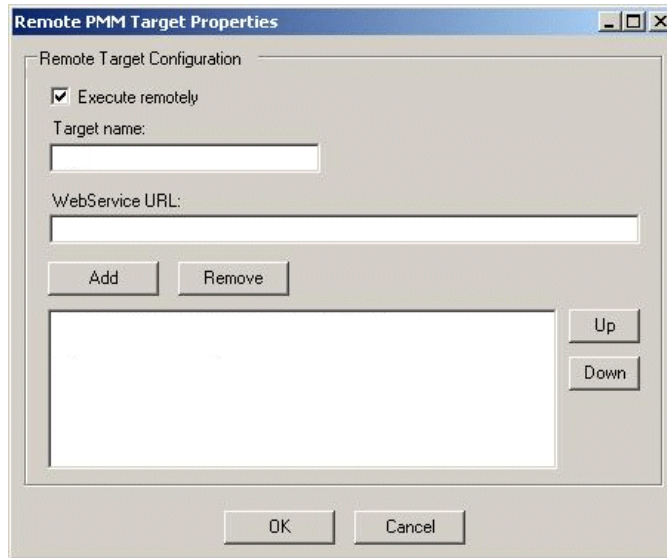 Remote PMM Target Properties
Remote Target Configuration
Execute remotely
Target name:
WebService URL:
Add Remove
Up
Down
OK Cancel